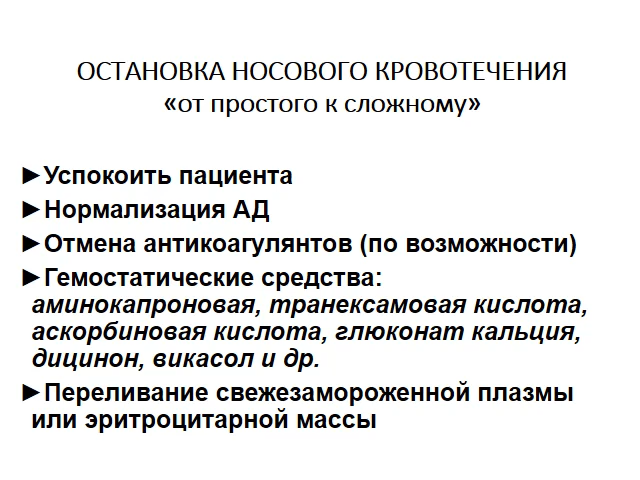 ОСТАНОВКА НОСОВОГО КРОВОТЕЧЕНИЯ
«от простого к сложному»
►Успокоить пациента
►Нормализация АД
►Отмена антикоагулянтов (по возможности)
►Гемостатические средства:
аминокапроновая, транексамовая кислота,
аскорбиновая кислота, глюконат кальция,
дицинон, викасол и др.
►Переливание свежезамороженной плазмы
или эритроцитарной массы